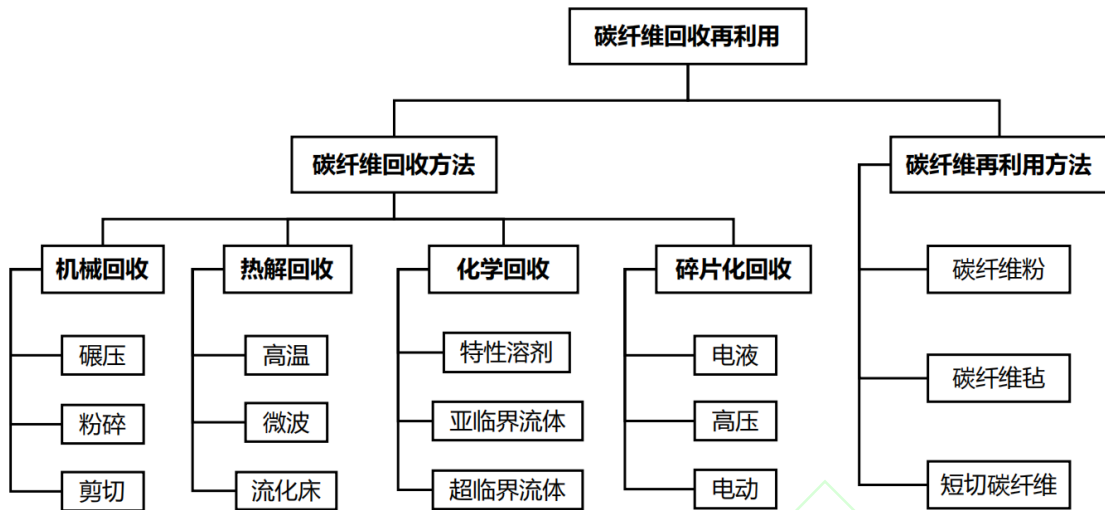 碳纤维回收再利用
碳纤维回收方法
碳纤维再利用方法
机械回收
热解回收
化学回收
碎片化回收
碳纤维粉
碾压
高温
特性溶剂
电液
碳纤维毡
粉碎
微波
亚临界流体
高压
剪切
流化床
超临界流体
电动
短切碳纤维